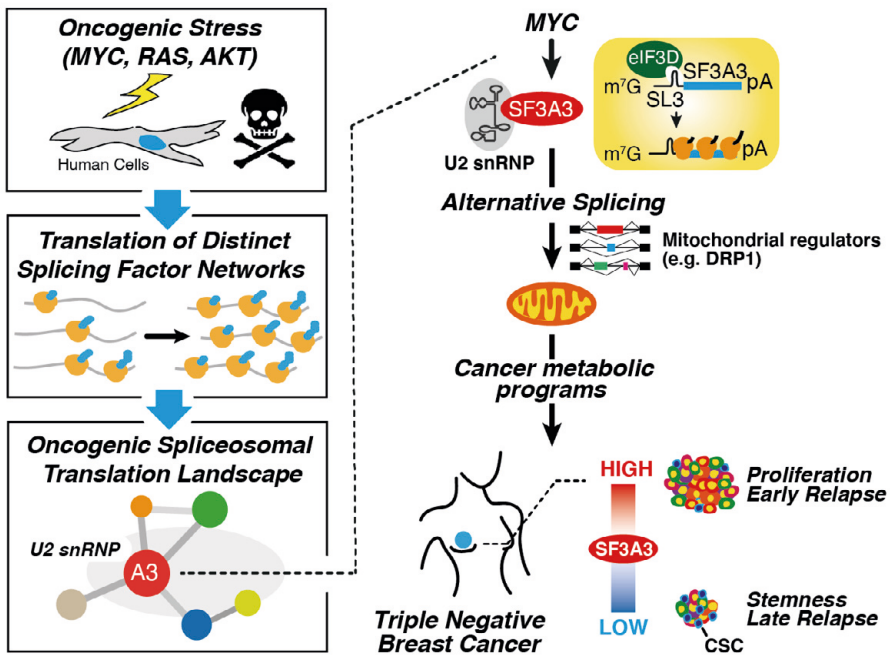 Oncogenic Stress
(MYC, RAS, AKT)
Human Cells
Translation of Distinct
Splicing Factor Networks
Oncogenic Spliceosomal
Translation Landscape
U2 snRNP
A3
MYC
SF3A3
U2 snRNP
eIF3D
m⁷G
SF3A3
pA
SL3
m⁷G
pA
Alternative Splicing
Mitochondrial regulators
(e.g. DRP1)
Cancer metabolic
programs
Triple Negative
Breast Cancer
HIGH
SF3A3
LOW
Proliferation
Early Relapse
Stemness
Late Relapse
CSC